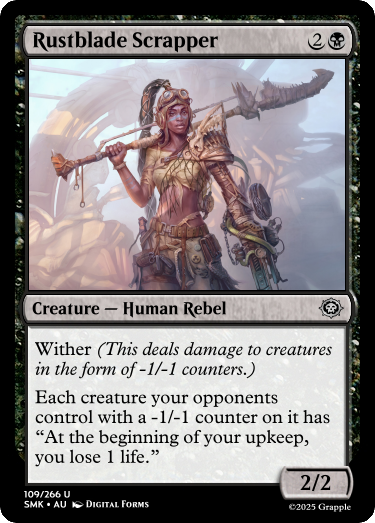 Rustblade Scrapper 2
Creature — Human Rebel
Wither (This deals damage to creatures
in the form of -1/-1 counters.)
Each creature your opponents
control with a -1/-1 counter on it has
“At the beginning of your upkeep,
you lose 1 life.”
2/2
109/266 U
SMK • AU Digital Forms
©2025 Grapple